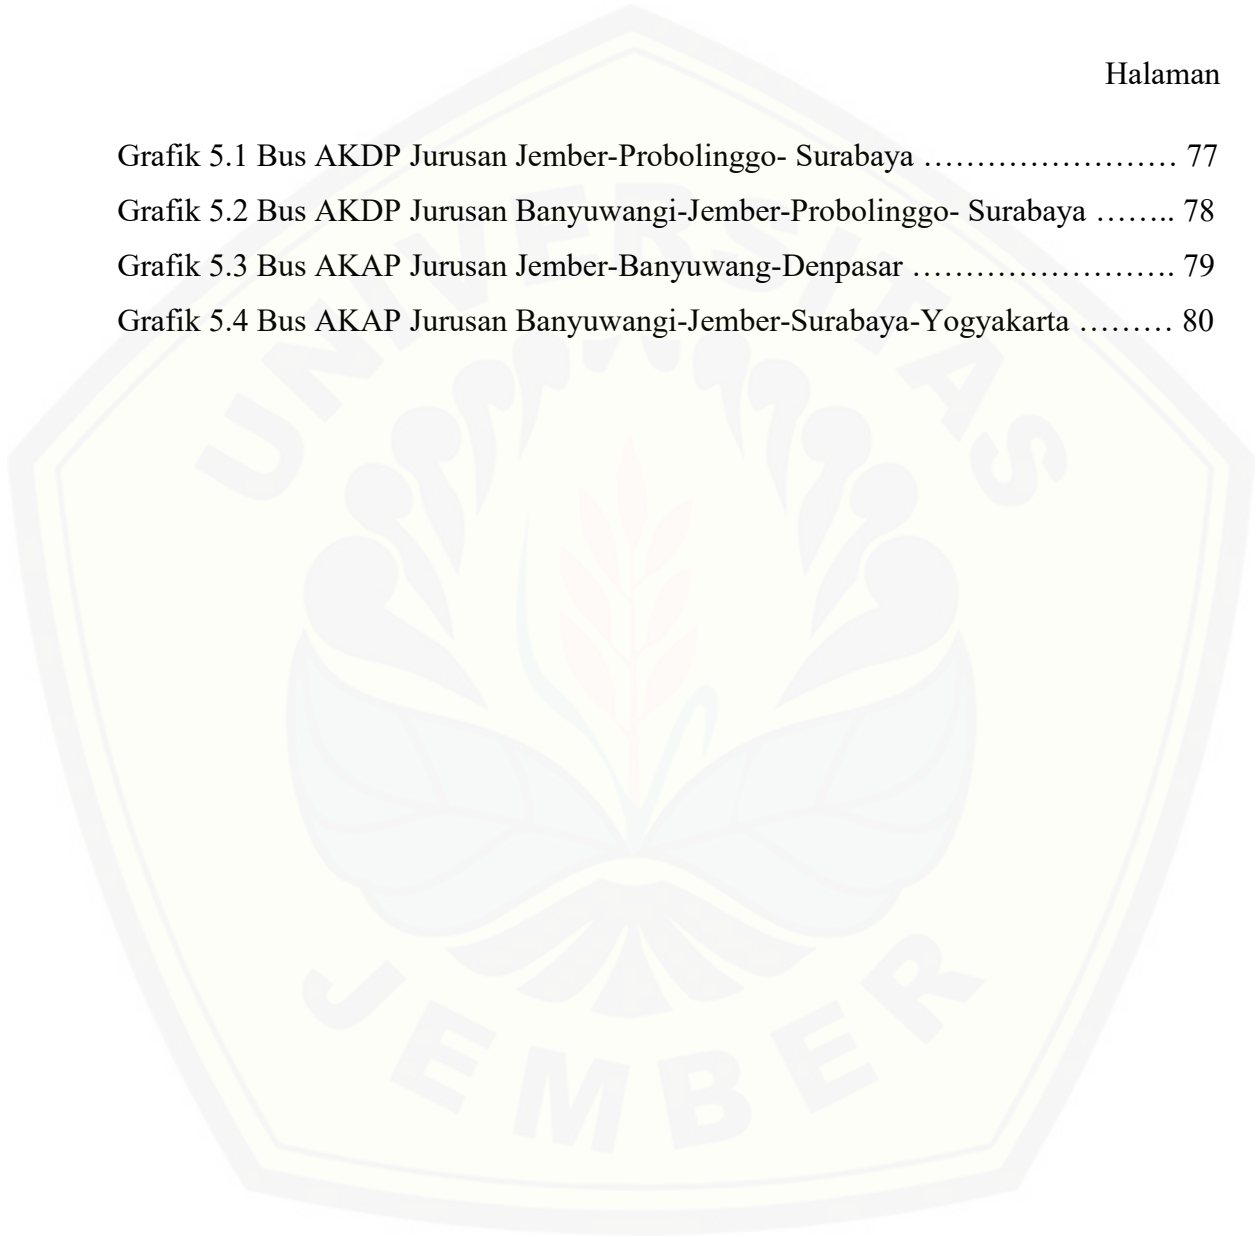 Halaman
Grafik 5.1 Bus AKDP Jurusan Jember-Probolinggo- Surabaya …………………… 77
Grafik 5.2 Bus AKDP Jurusan Banyuwangi-Jember-Probolinggo- Surabaya …….. 78
Grafik 5.3 Bus AKAP Jurusan Jember-Banyuwang-Denpasar ……………………. 79
Grafik 5.4 Bus AKAP Jurusan Banyuwangi-Jember-Surabaya-Yogyakarta ……… 80
UNIVERSITAS
JEMBER